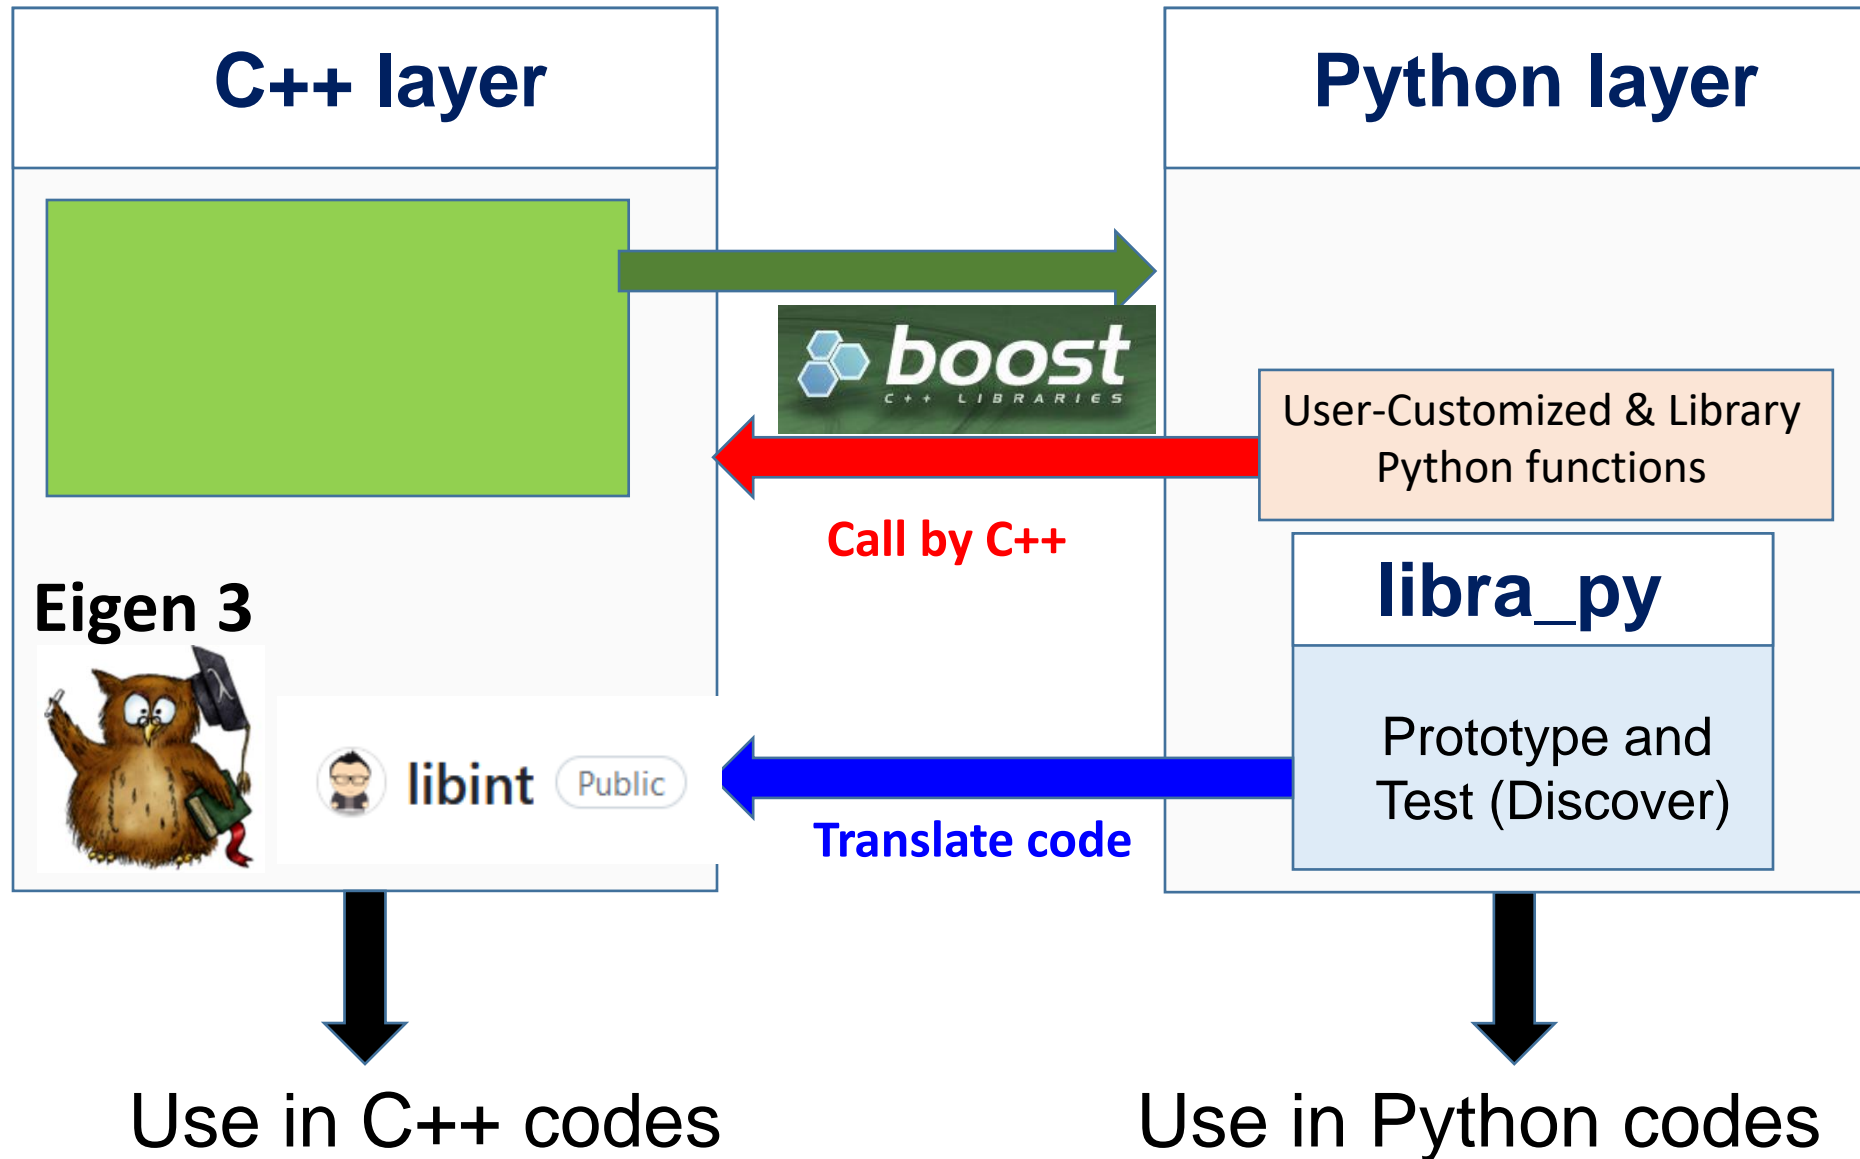 C++ layer
Python layer
boost
C++ LIBRARIES
User-Customized & Library
Python functions
Call by C++
Eigen 3
libra_py
libint Public
Prototype and
Test (Discover)
Translate code
Use in C++ codes
Use in Python codes